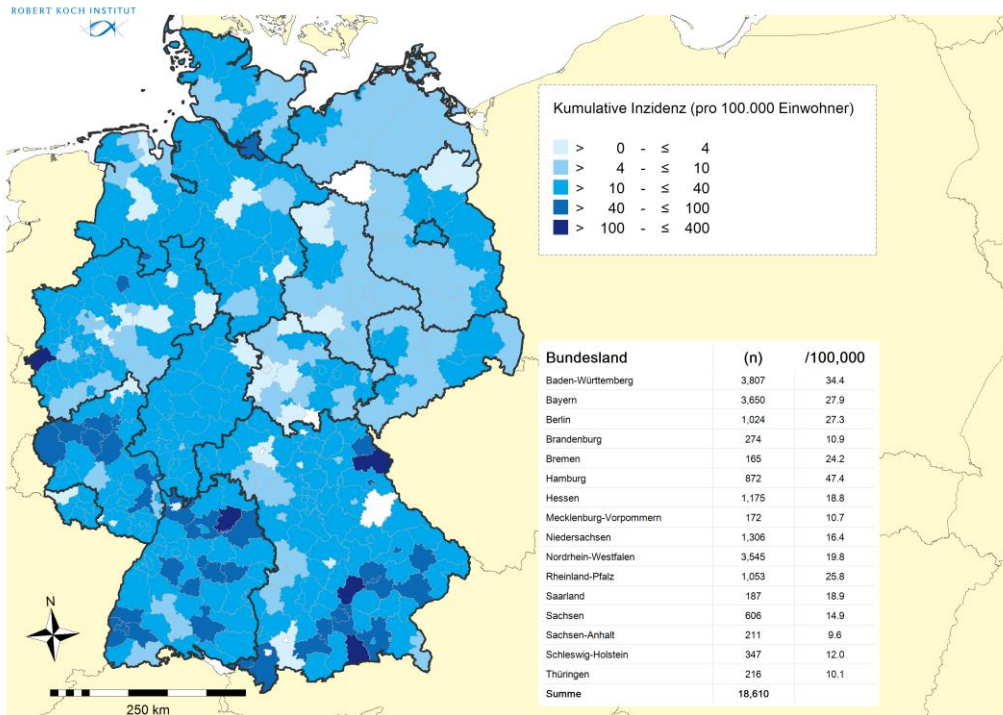 ROBERT KOCH INSTITUT
Kumulative Inzidenz (pro 100.000 Einwohner)
> 0 - ≤ 4
> 4 - ≤ 10
> 10 - ≤ 40
> 40 - ≤ 100
> 100 - ≤ 400
Bundesland (n) /100,000
Baden-Württemberg 3,807 34.4
Bayern 3,650 27.9
Berlin 1,024 27.3
Brandenburg 274 10.9
Bremen 165 24.2
Hamburg 872 47.4
Hessen 1,175 18.8
Mecklenburg-Vorpommern 172 10.7
Niedersachsen 1,306 16.4
Nordrhein-Westfalen 3,545 19.8
Rheinland-Pfalz 1,053 25.8
Saarland 187 18.9
Sachsen 606 14.9
Sachsen-Anhalt 211 9.6
Schleswig-Holstein 347 12.0
Thüringen 216 10.1
Summe 18,610
N
250 km